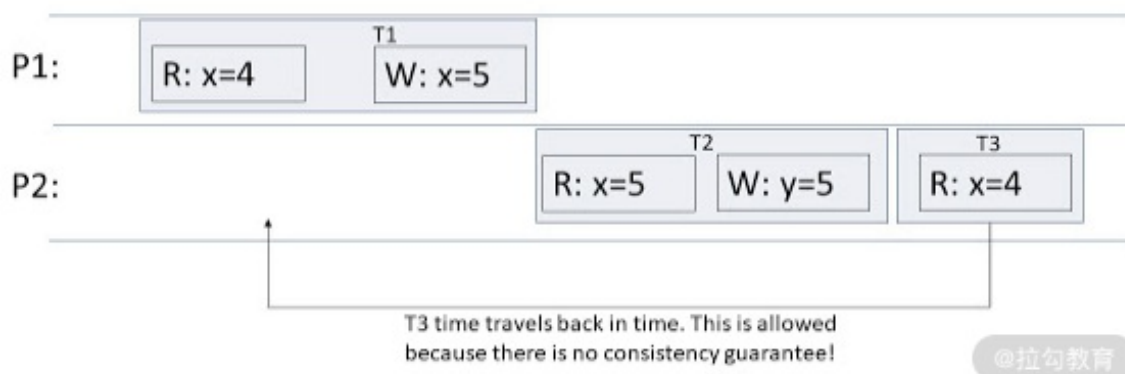 T1
P1:
R: x=4
W: x=5
T2
T3
P2:
R: x=5
W: y=5
R: x=4
T3 time travels back in time. This is allowed
because there is no consistency guarantee!
@拉勾教育